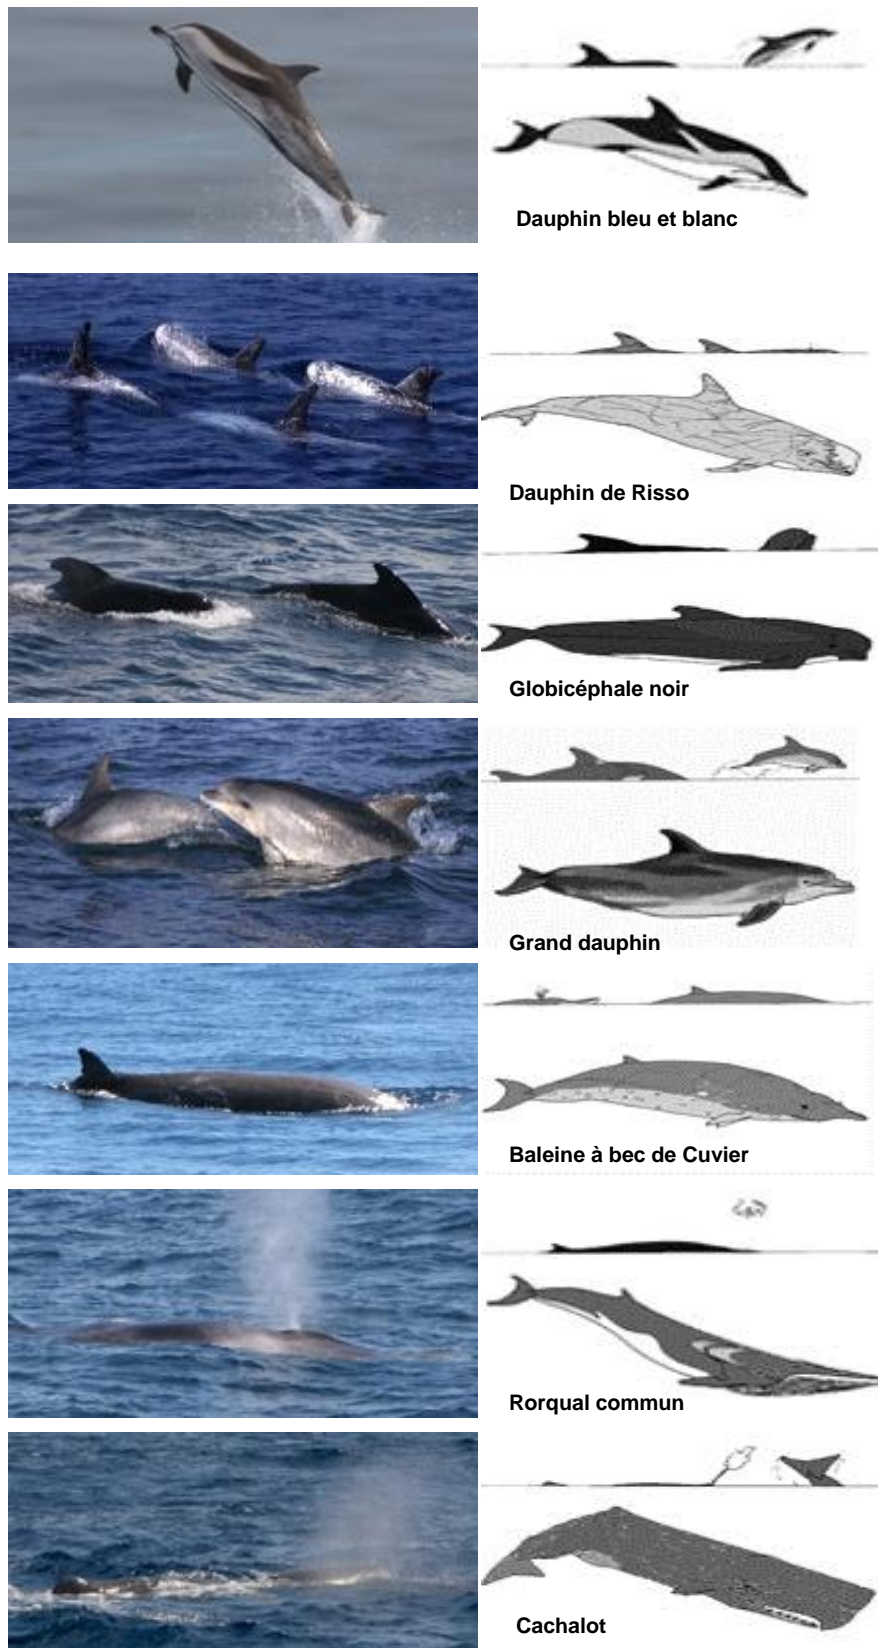 Dauphin bleu et blanc
Dauphin de Risso
Globicéphale noir
Grand dauphin
Baleine à bec de Cuvier
Rorqual commun
Cachalot